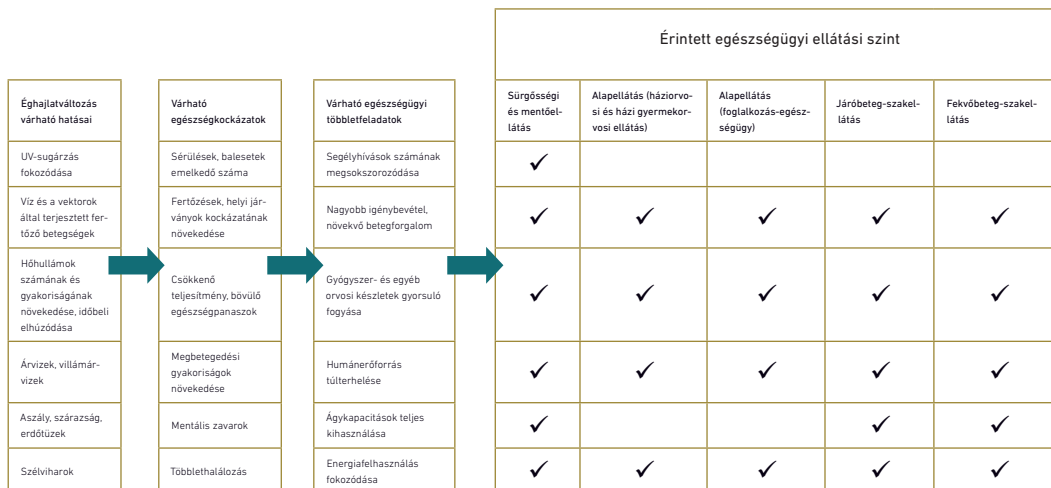 Érintett egészségügyi ellátási szint
Éghajlatváltozás
várható hatásai
Várható
egészségkockázatok
Várható egészségügyi
többletfeladatok
Sürgősségi
és mentőel-
látás
Alapellátás (háziorvo-
si és házi gyermekor-
vosi ellátás)
Alapellátás
(foglalkozás-egész-
ségügy)
Járóbeteg-szakel-
látás
Fekvőbeteg-szakel-
látás
UV-sugárzás
fokozódása
Sérülések, balesetek
emelkedő száma
Segélyhívások számának
megsokszorozódása
✓
Víz és a vektorok
által terjesztett fer-
tőző betegségek
Fertőzések, helyi jár-
ványok kockázatának
növekedése
Nagyobb igénybevétel,
növekvő betegforgalom
✓ ✓ ✓ ✓ ✓
Hőhullámok
számának és
gyakoriságának
növekedése, időbeli
elhúzódása
Csökkenő
teljesítmény, bővülő
egészségpanaszok
Gyógyszer- és egyéb
orvosi készletek gyorsuló
fogyása
✓ ✓ ✓ ✓ ✓
Árvizek, villámár-
vizek
Megbetegedési
gyakoriságok
növekedése
Humánerőforrás
túlterhelése
✓ ✓ ✓ ✓ ✓
Aszály, szárazság,
erdőtüzek
Mentális zavarok
Ágykapacitások teljes
kihasználása
✓ ✓ ✓
Szélviharok
Többlethalálozás
Energiafelhasználás
fokozódása
✓ ✓ ✓ ✓ ✓